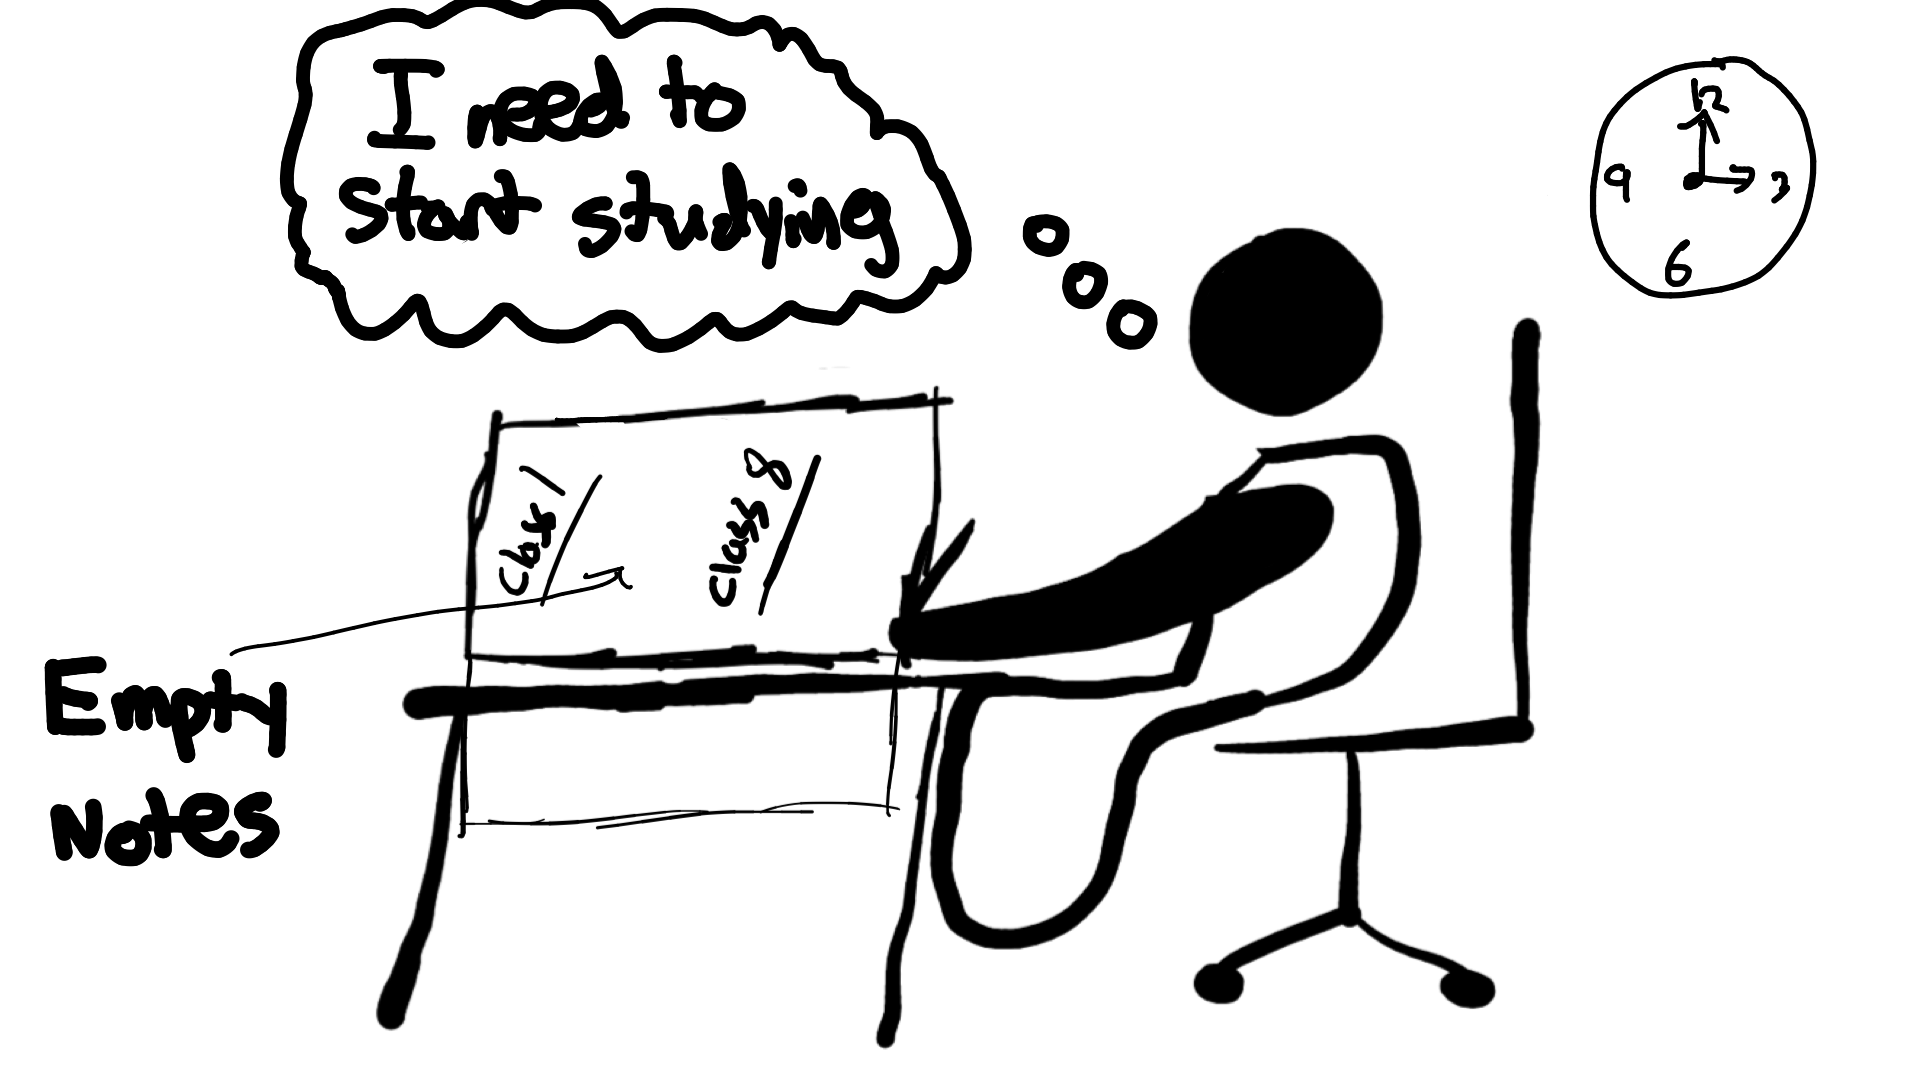 I need to
start studying
12
9
3
6
Class 1
Class 8
Empty
Notes